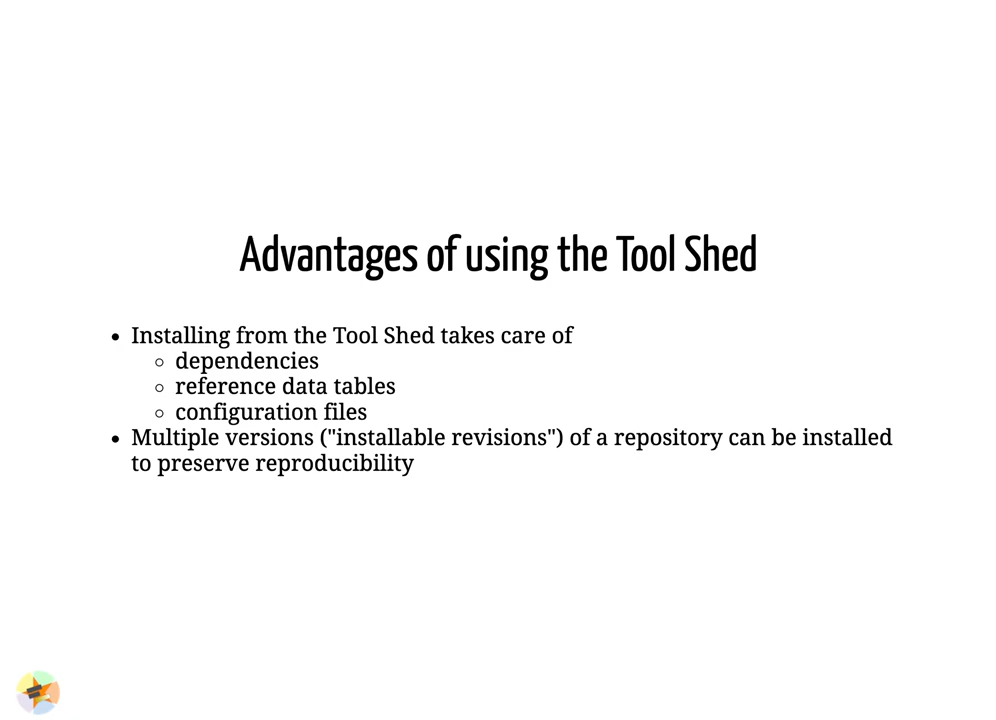 Advantages of using the Tool Shed
• Installing from the Tool Shed takes care of
◦ dependencies
◦ reference data tables
◦ configuration files
• Multiple versions ("installable revisions") of a repository can be installed
to preserve reproducibility